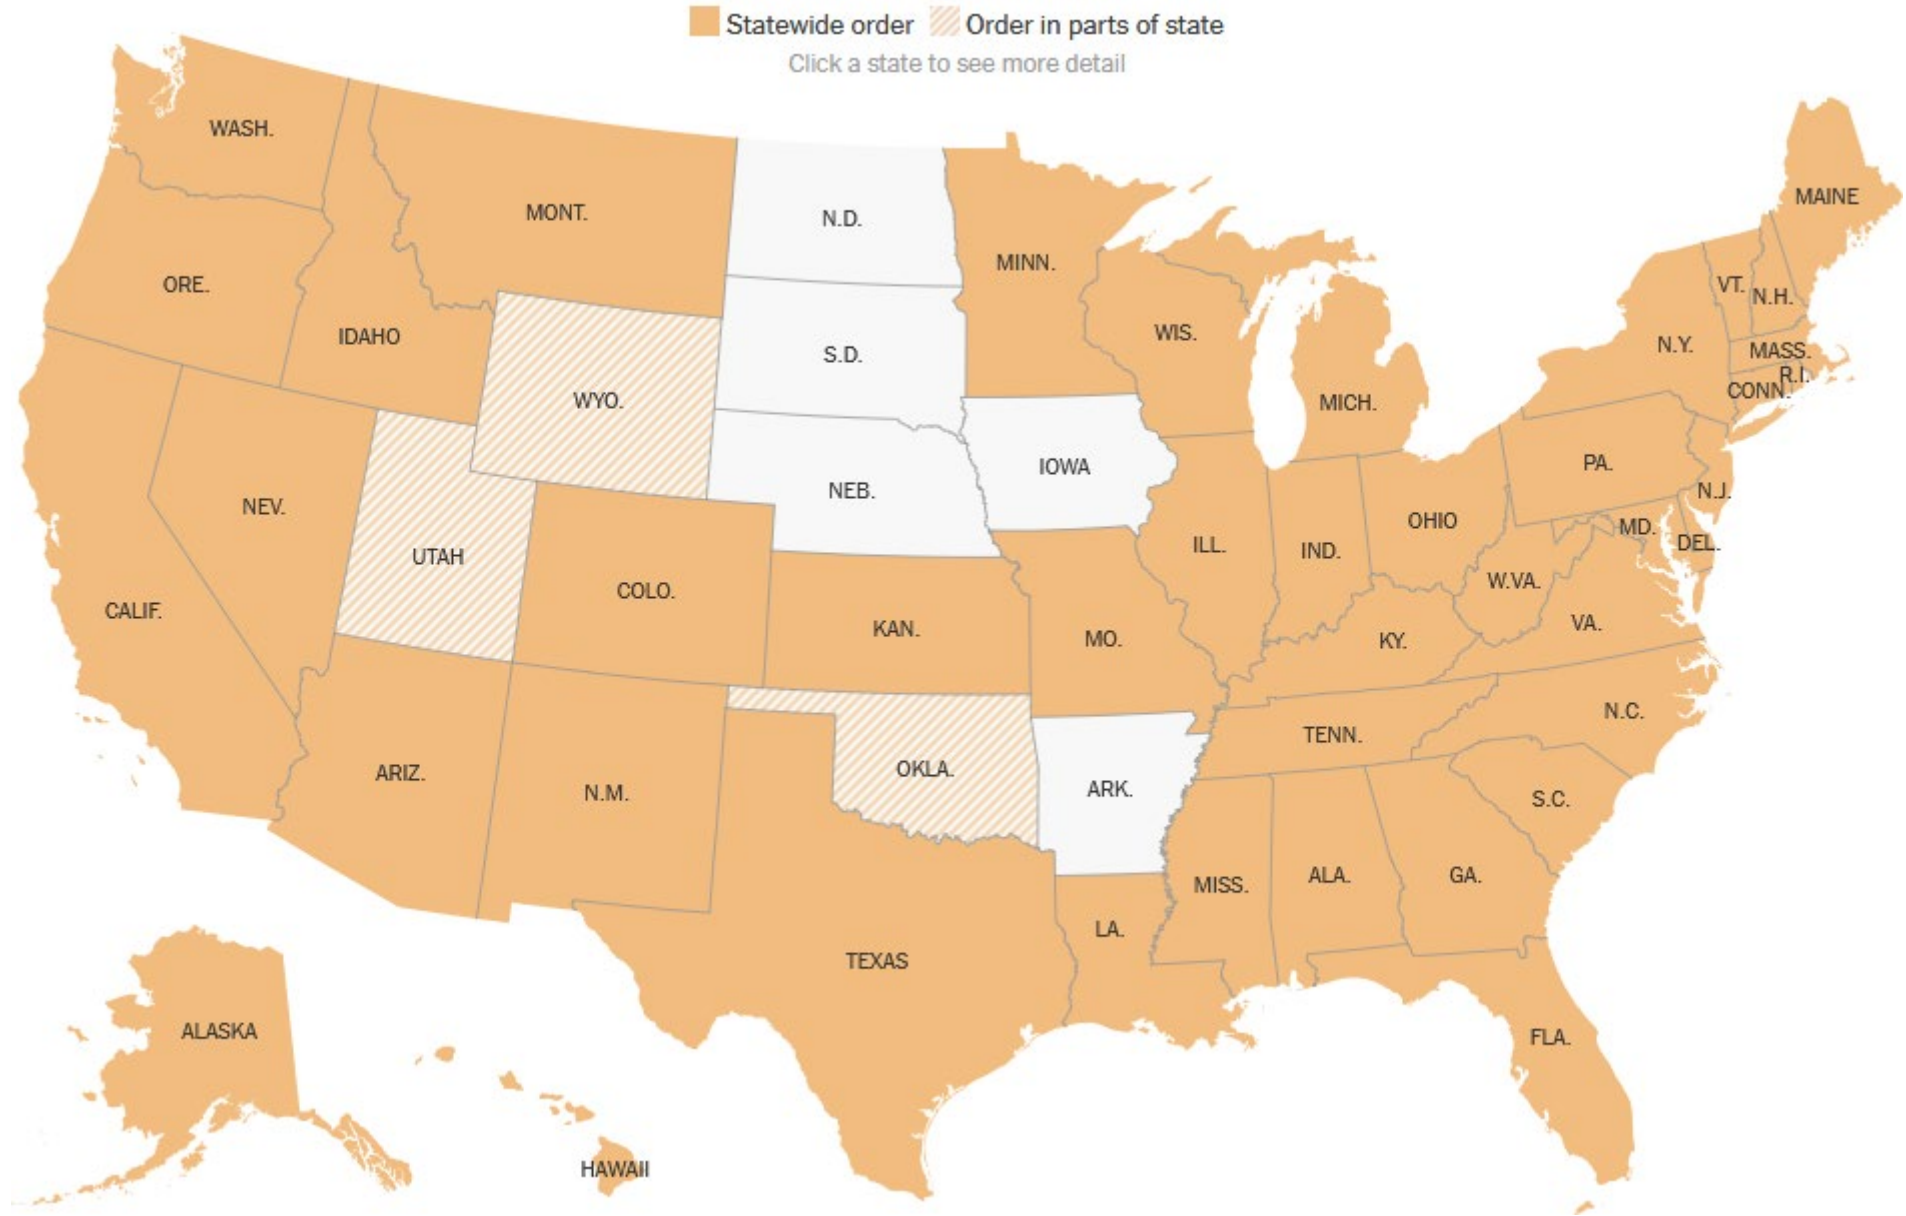 Statewide order Order in parts of state
Click a state to see more detail
WASH.
MONT.
N.D.
MINN.
MAINE
ORE.
IDAHO
WYO.
S.D.
WIS.
MICH.
N.Y.
VT.
N.H.
MASS.
R.I.
CONN.
NEV.
UTAH
COLO.
NEB.
IOWA
ILL.
IND.
OHIO
PA.
N.J.
MD.
DEL.
CALIF.
KAN.
MO.
KY.
W.VA.
VA.
ARIZ.
N.M.
OKLA.
ARK.
TENN.
N.C.
S.C.
TEXAS
LA.
MISS.
ALA.
GA.
FLA.
ALASKA
HAWAII